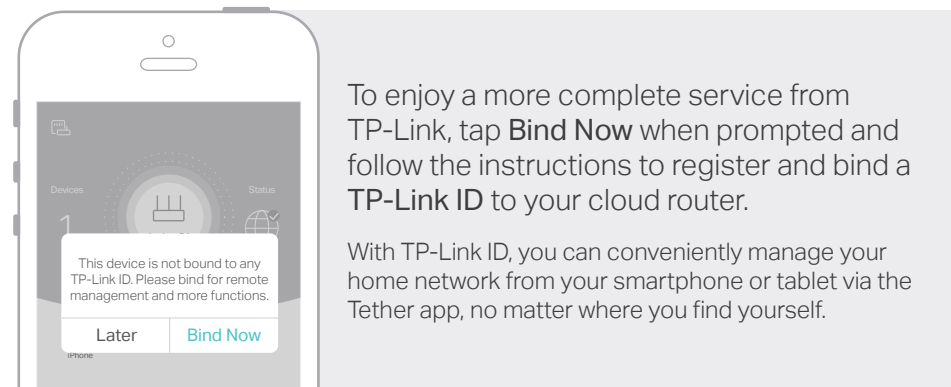 Devices
Status
1
This device is not bound to any
TP-Link ID. Please bind for remote
management and more functions.
Later
Bind Now
iPhone
To enjoy a more complete service from
TP-Link, tap Bind Now when prompted and
follow the instructions to register and bind a
TP-Link ID to your cloud router.
With TP-Link ID, you can conveniently manage your
home network from your smartphone or tablet via the
Tether app, no matter where you find yourself.